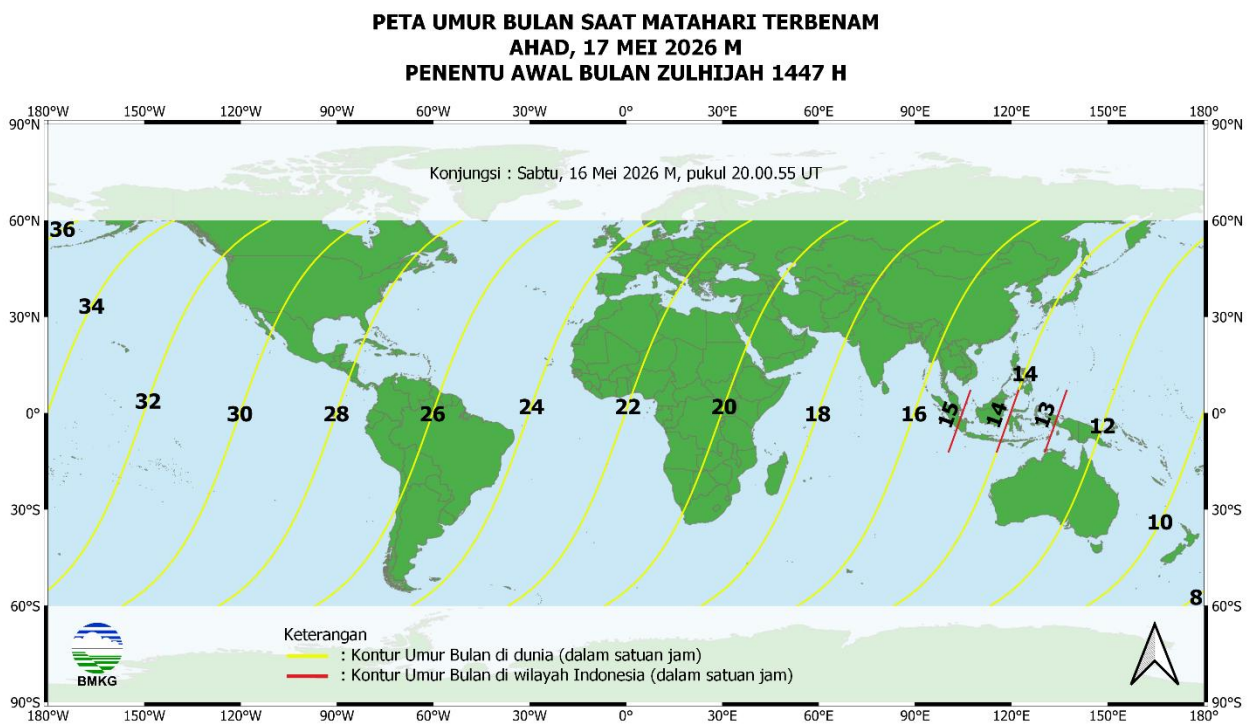 PETA UMUR BULAN SAAT MATAHARI TERBENAM
AHAD, 17 MEI 2026 M
PENENTU AWAL BULAN ZULHIJAH 1447 H
180°W 150°W 120°W 90°W 60°W 30°W 0° 30°E 60°E 90°E 120°E 150°E 180°
90°N 90°N
Konjungsi : Sabtu, 16 Mei 2026 M, pukul 20.00.55 UT
60°N 60°N
36
34
30°N 30°N
14
0° 32 30 28 26 24 22 20 18 16 15 14 13 12 0°
30°S 30°S
10
8
60°S 60°S
Keterangan
: Kontur Umur Bulan di dunia (dalam satuan jam)
: Kontur Umur Bulan di wilayah Indonesia (dalam satuan jam)
BMKG
90°S 90°S
180°W 150°W 120°W 90°W 60°W 30°W 0° 30°E 60°E 90°E 120°E 150°E 180°